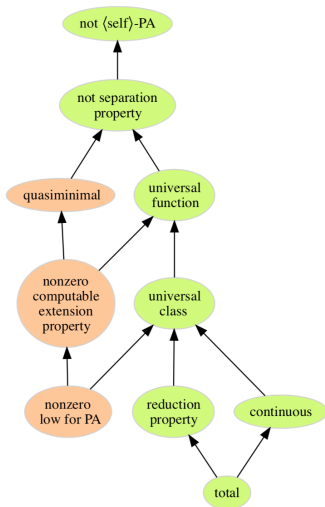 not ⟨self⟩-PA
not separation
property
quasiminimal
universal
function
nonzero
computable
extension
property
universal
class
nonzero
low for PA
reduction
property
continuous
total